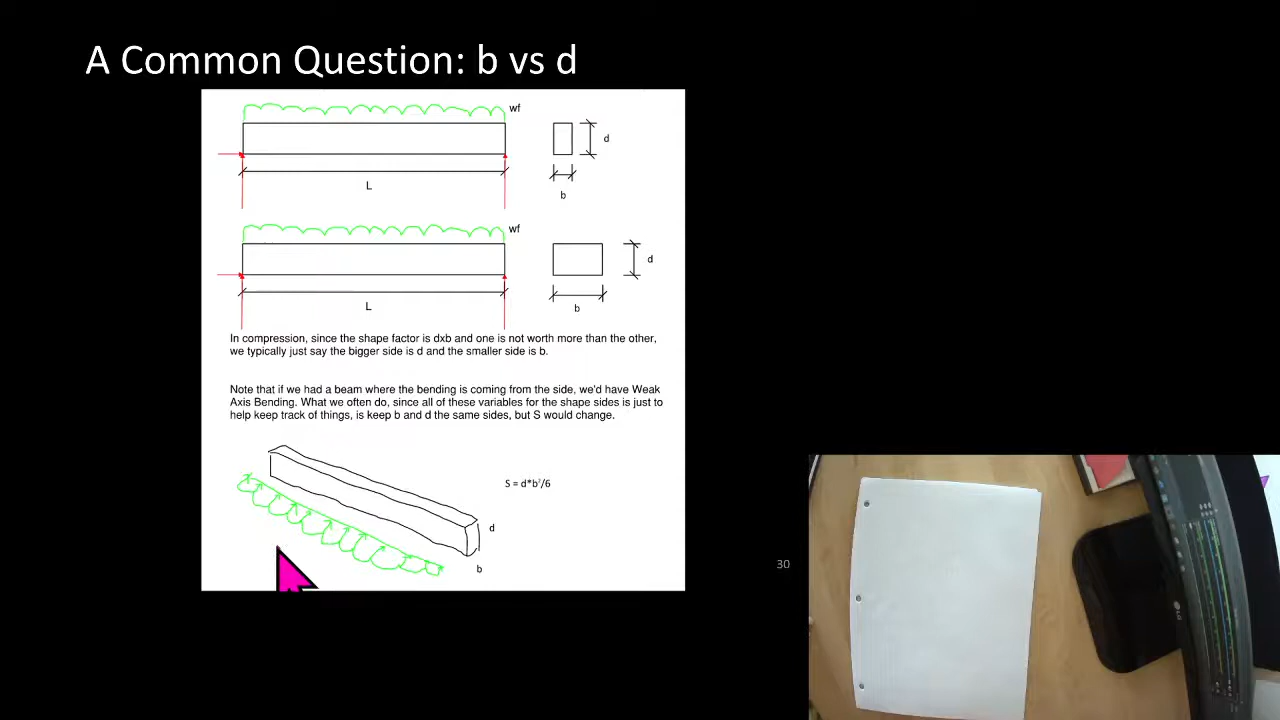 A Common Question: b vs d
wf
d
L
b
wf
d
L
b
In compression, since the shape factor is dxb and one is not worth more than the other,
we typically just say the bigger side is d and the smaller side is b.
Note that if we had a beam where the bending is coming from the side, we'd have Weak
Axis Bending. What we often do, since all of these variables for the shape sides is just to
help keep track of things, is keep b and d the same sides, but S would change.
S = d*b²/6
d
b
30
LG